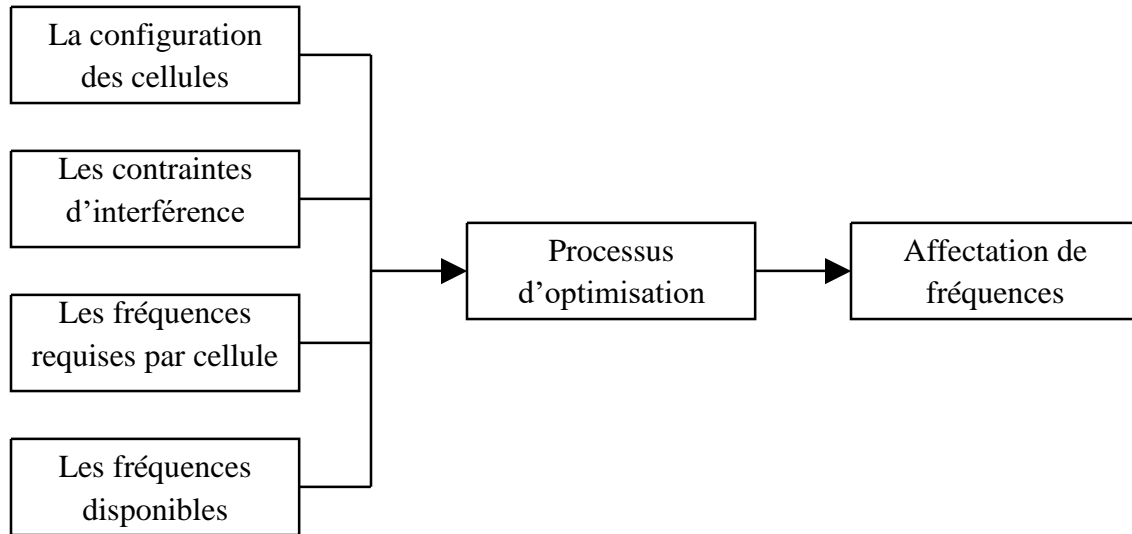 La configuration
des cellules
Les contraintes
d’interférence
Les fréquences
requises par cellule
Les fréquences
disponibles
Processus
d’optimisation
Affectation de
fréquences